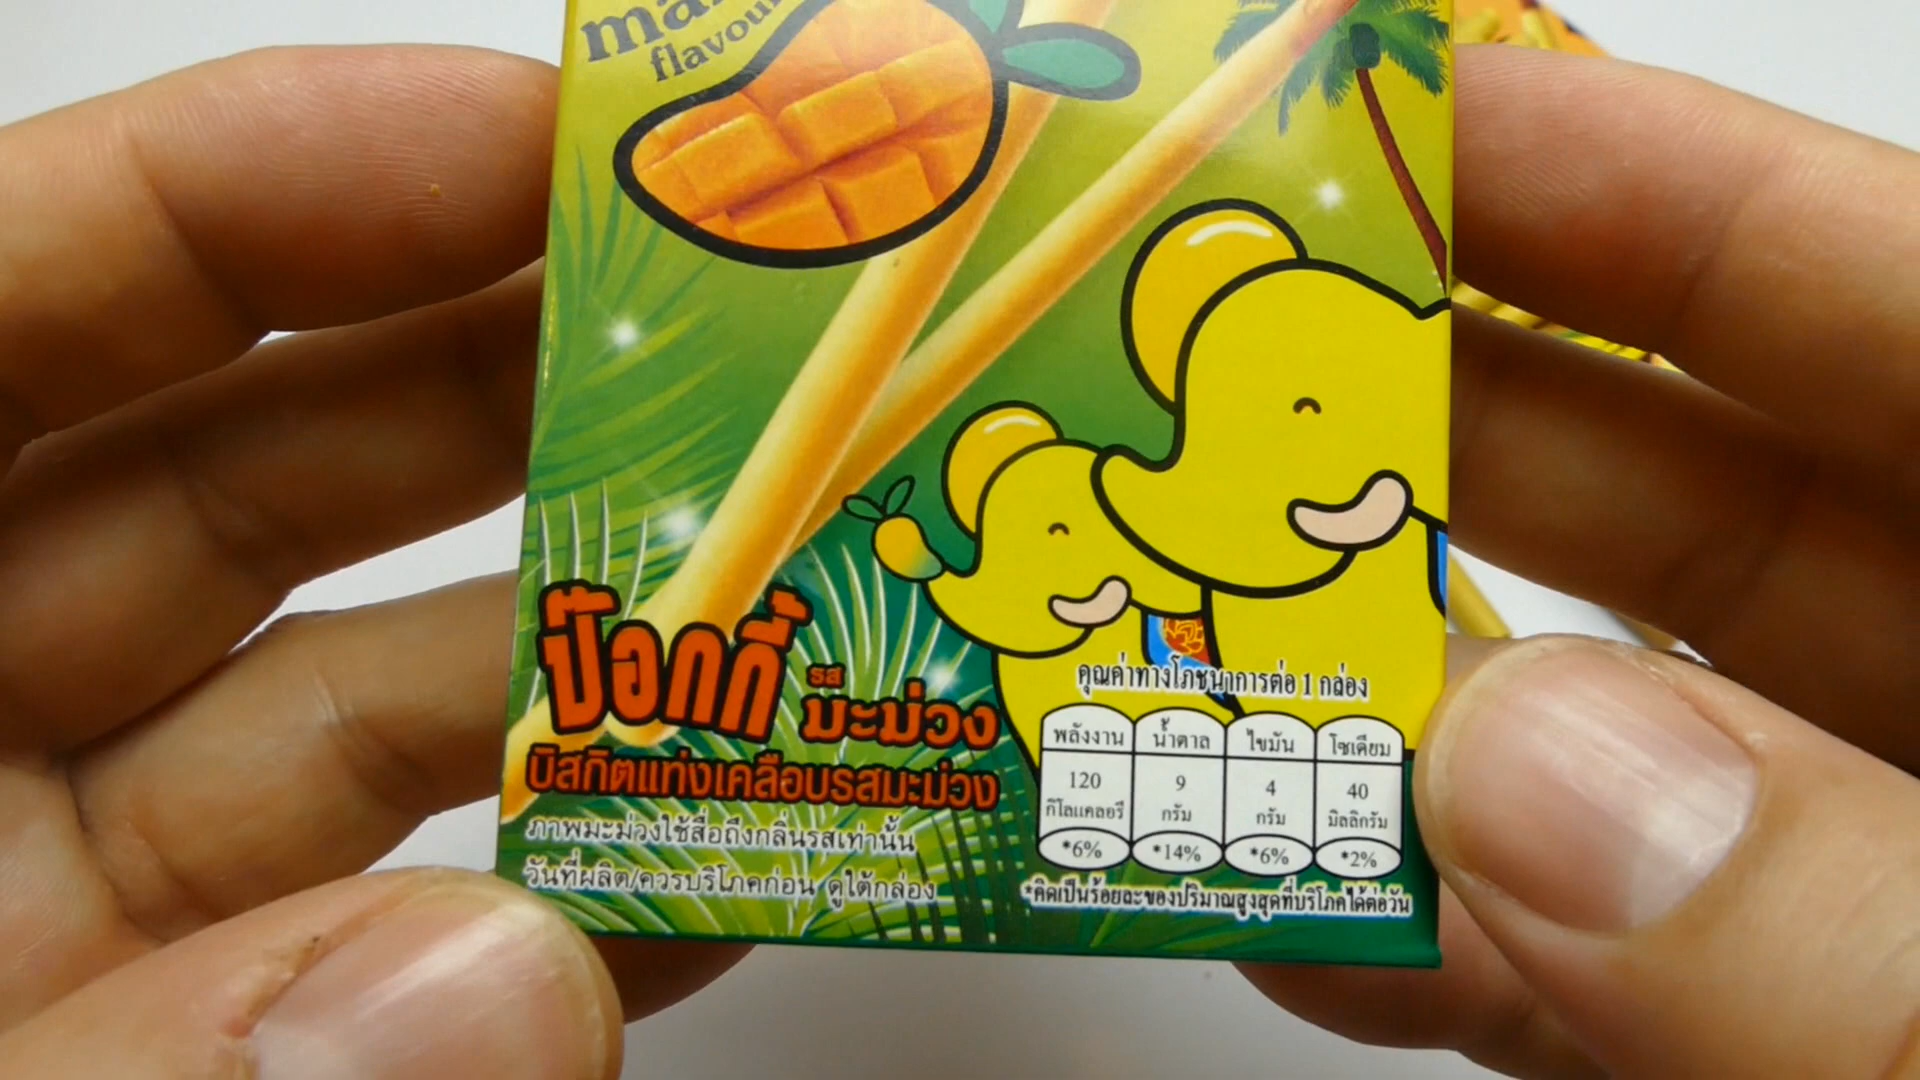 flavour
ป๊อกกี้
รส
มะม่วง
บิสกิตแท่งเคลือบรสมะม่วง
ภาพมะม่วงใช้สื่อถึงกลิ่นรสเท่านั้น
วันที่ผลิต/ควรบริโภคก่อน ดูใต้กล่อง
คุณค่าทางโภชนาการต่อ 1 กล่อง
พลังงาน น้ำตาล ไขมัน โซเดียม
120 9 4 40
กิโลแคลอรี กรัม กรัม มิลลิกรัม
*6% *14% *6% *2%
*คิดเป็นร้อยละของปริมาณสูงสุดที่บริโภคได้ต่อวัน